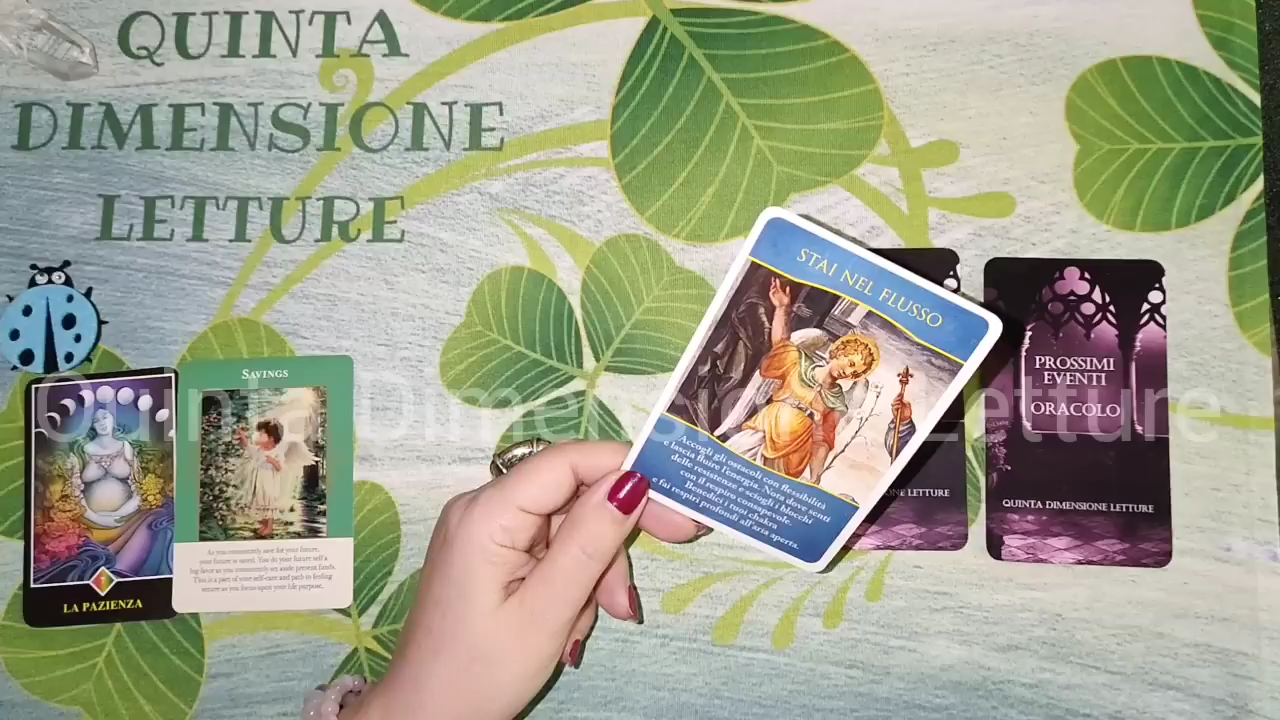 QUINTA
DIMENSIONE
LETTURE
STAI NEL FLUSSO
Accogli gli ostacoli con flessibilità
e lascia fluire l'energia. Nota dove senti
delle resistenze e sciogli i blocchi
con il respiro consapevole.
Benedici i tuoi chakra
e fai respiri profondi all'aria aperta.
PROSSIMI
EVENTI
ORACOLO
QUINTA DIMENSIONE LETTURE
LETTURE
SAVINGS
As you consistently save for your future,
your future is saved. You do your future self a
big favor as you consistently set aside present funds.
This is a part of your self-care and path to feeling
secure as you focus upon your life purpose.
LA PAZIENZA
Quinta Dimensione Letture